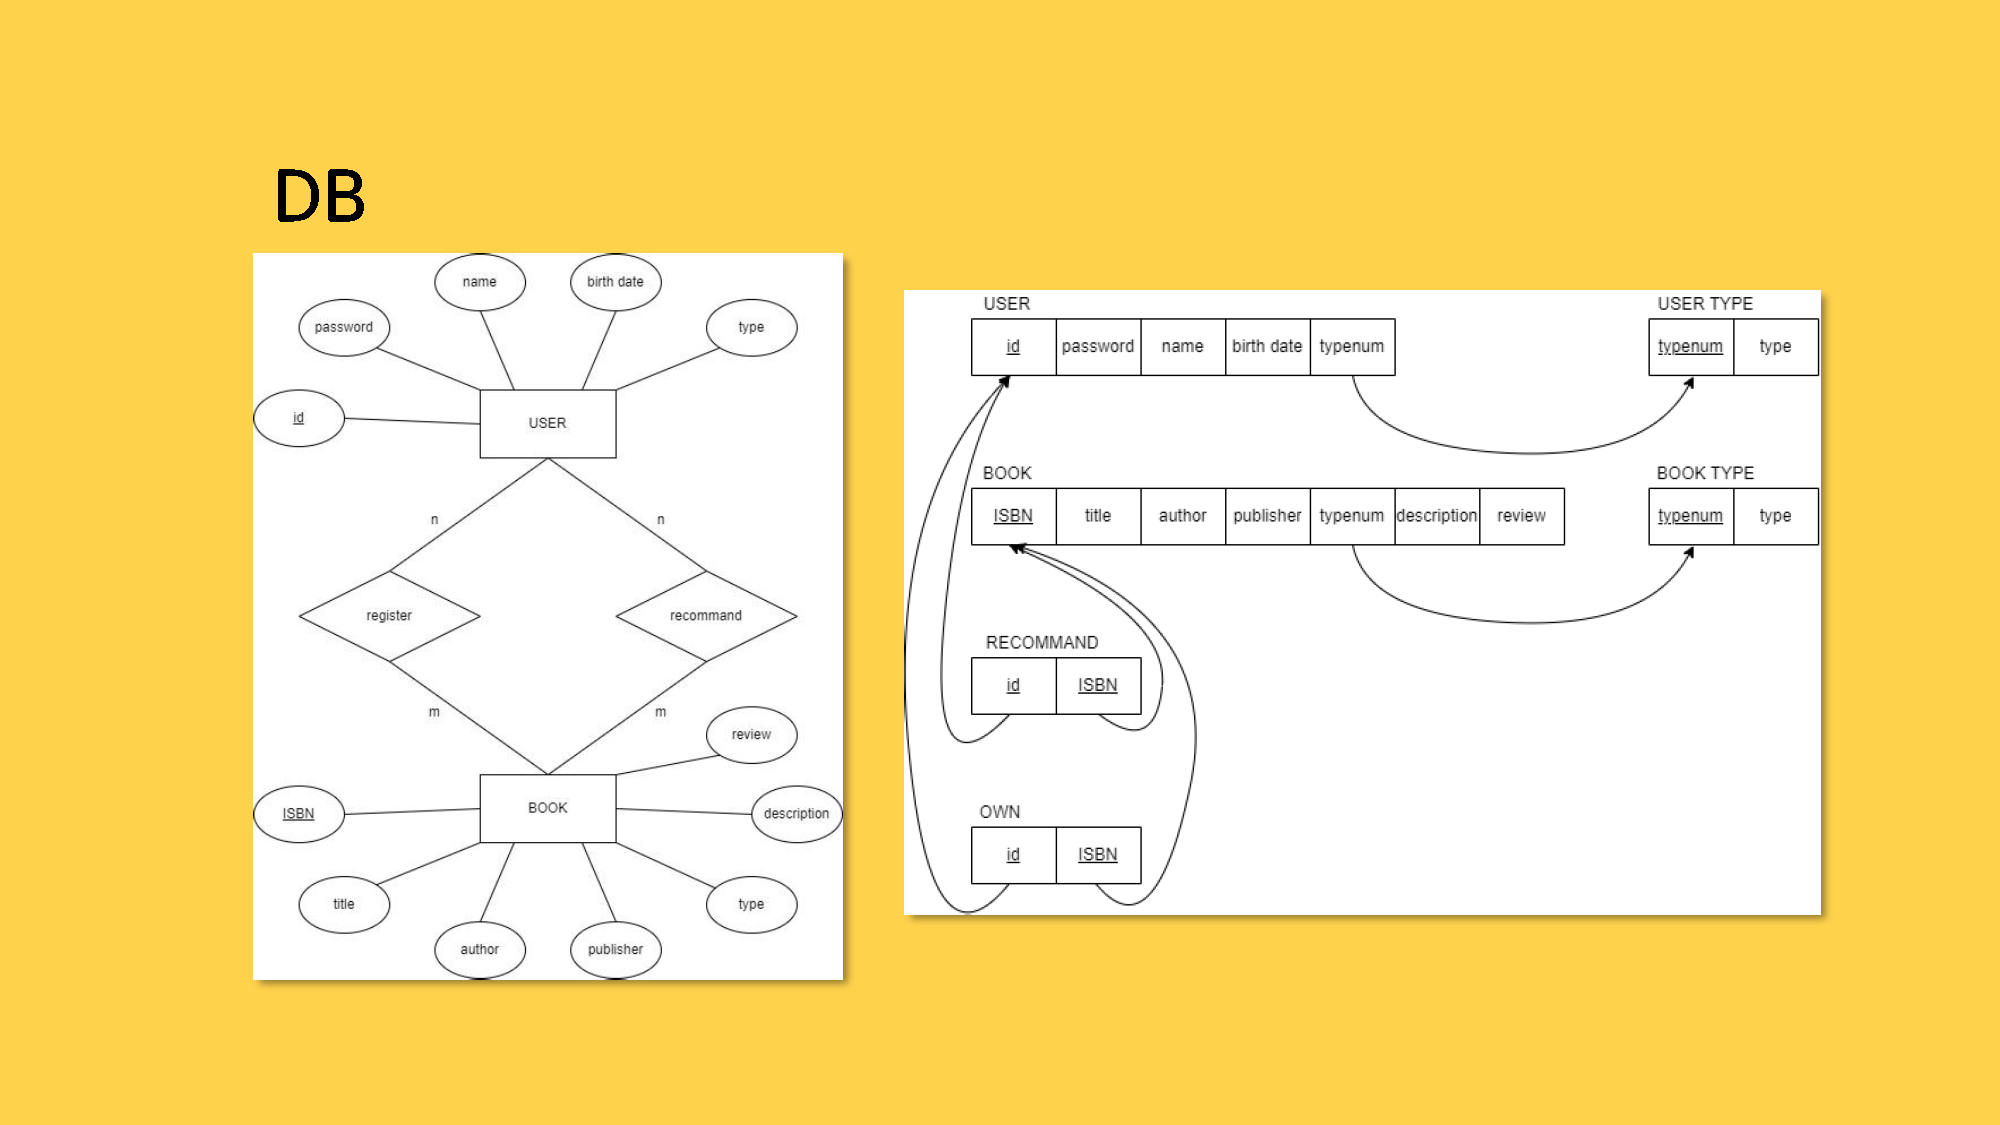 DB
name
birth date
password
type
id
USER
n
n
register
recommand
m
m
review
ISBN
BOOK
description
title
type
author
publisher
USER
id password name birth date typenum
USER TYPE
typenum type
BOOK
ISBN title author publisher typenum description review
BOOK TYPE
typenum type
RECOMMAND
id ISBN
OWN
id ISBN